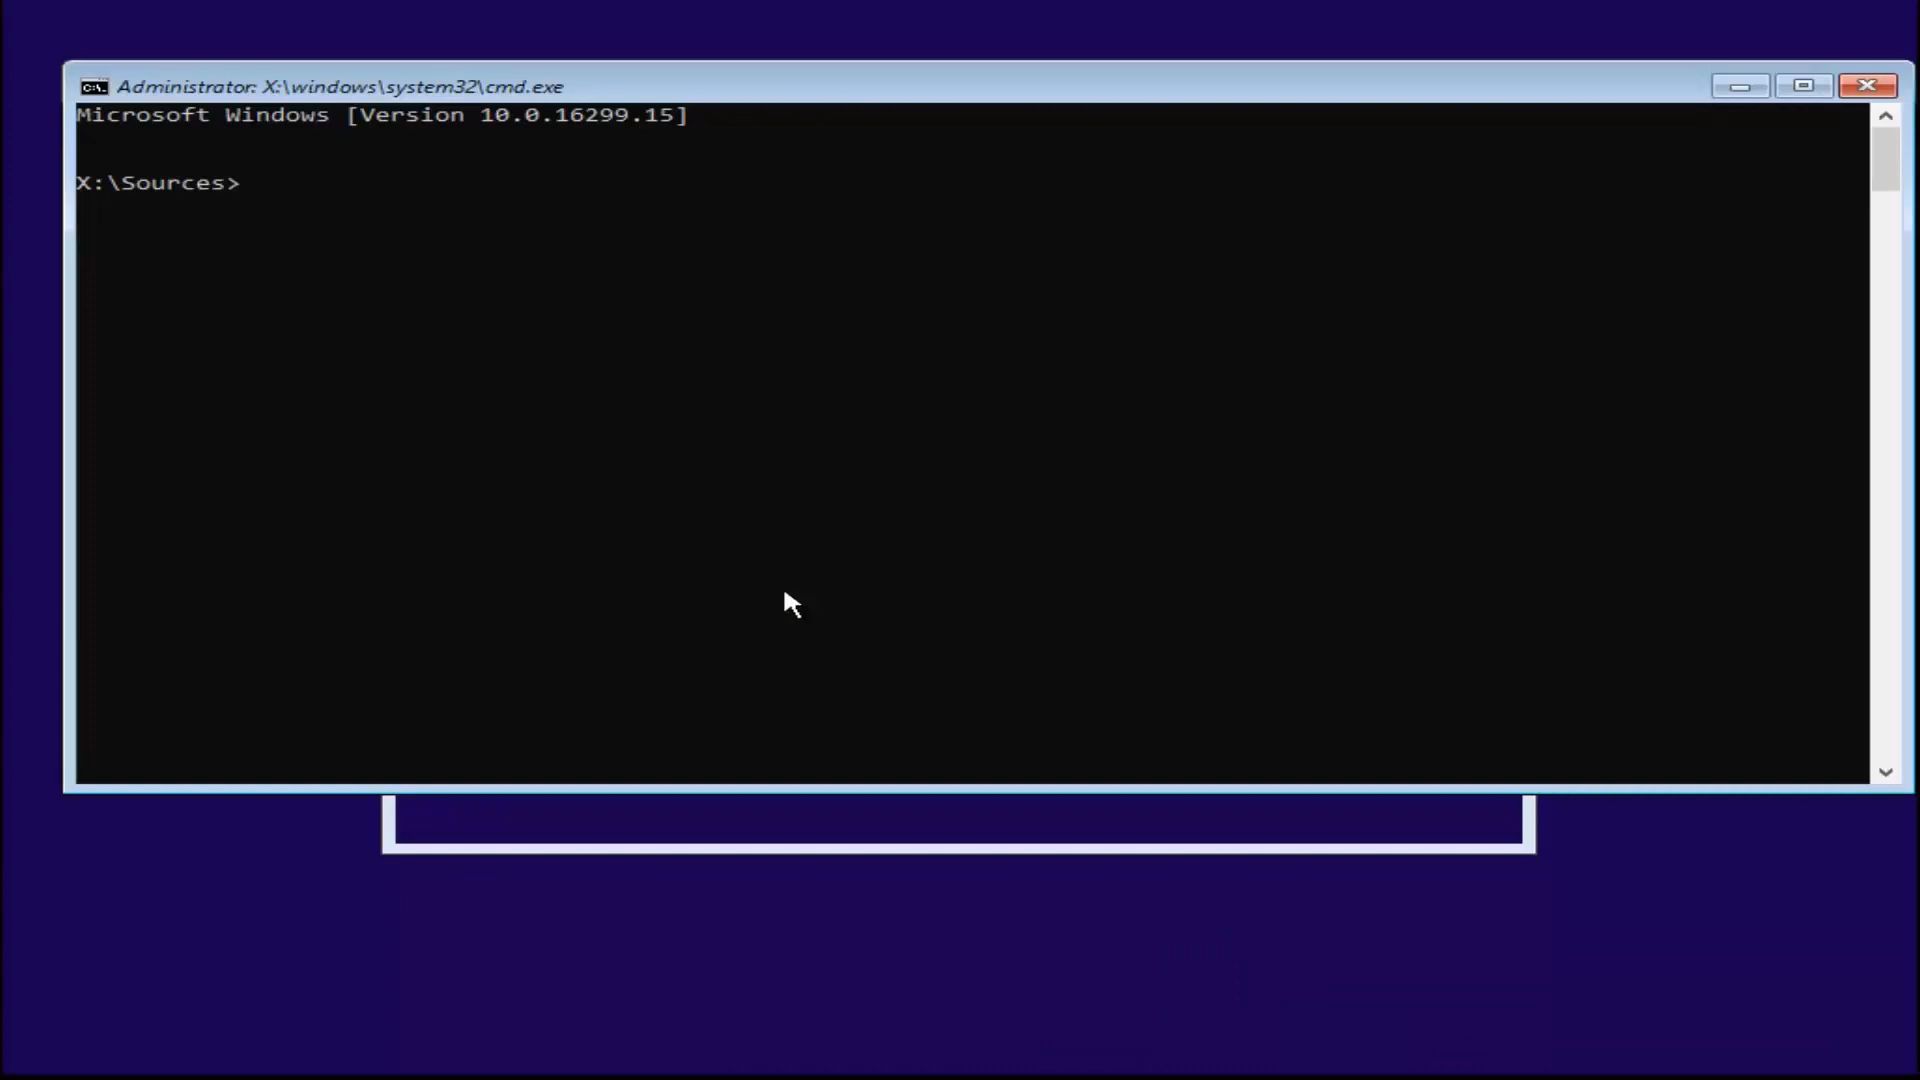 Administrator: X:\windows\system32\cmd.exe
Microsoft Windows [Version 10.0.16299.15]
X:\Sources>